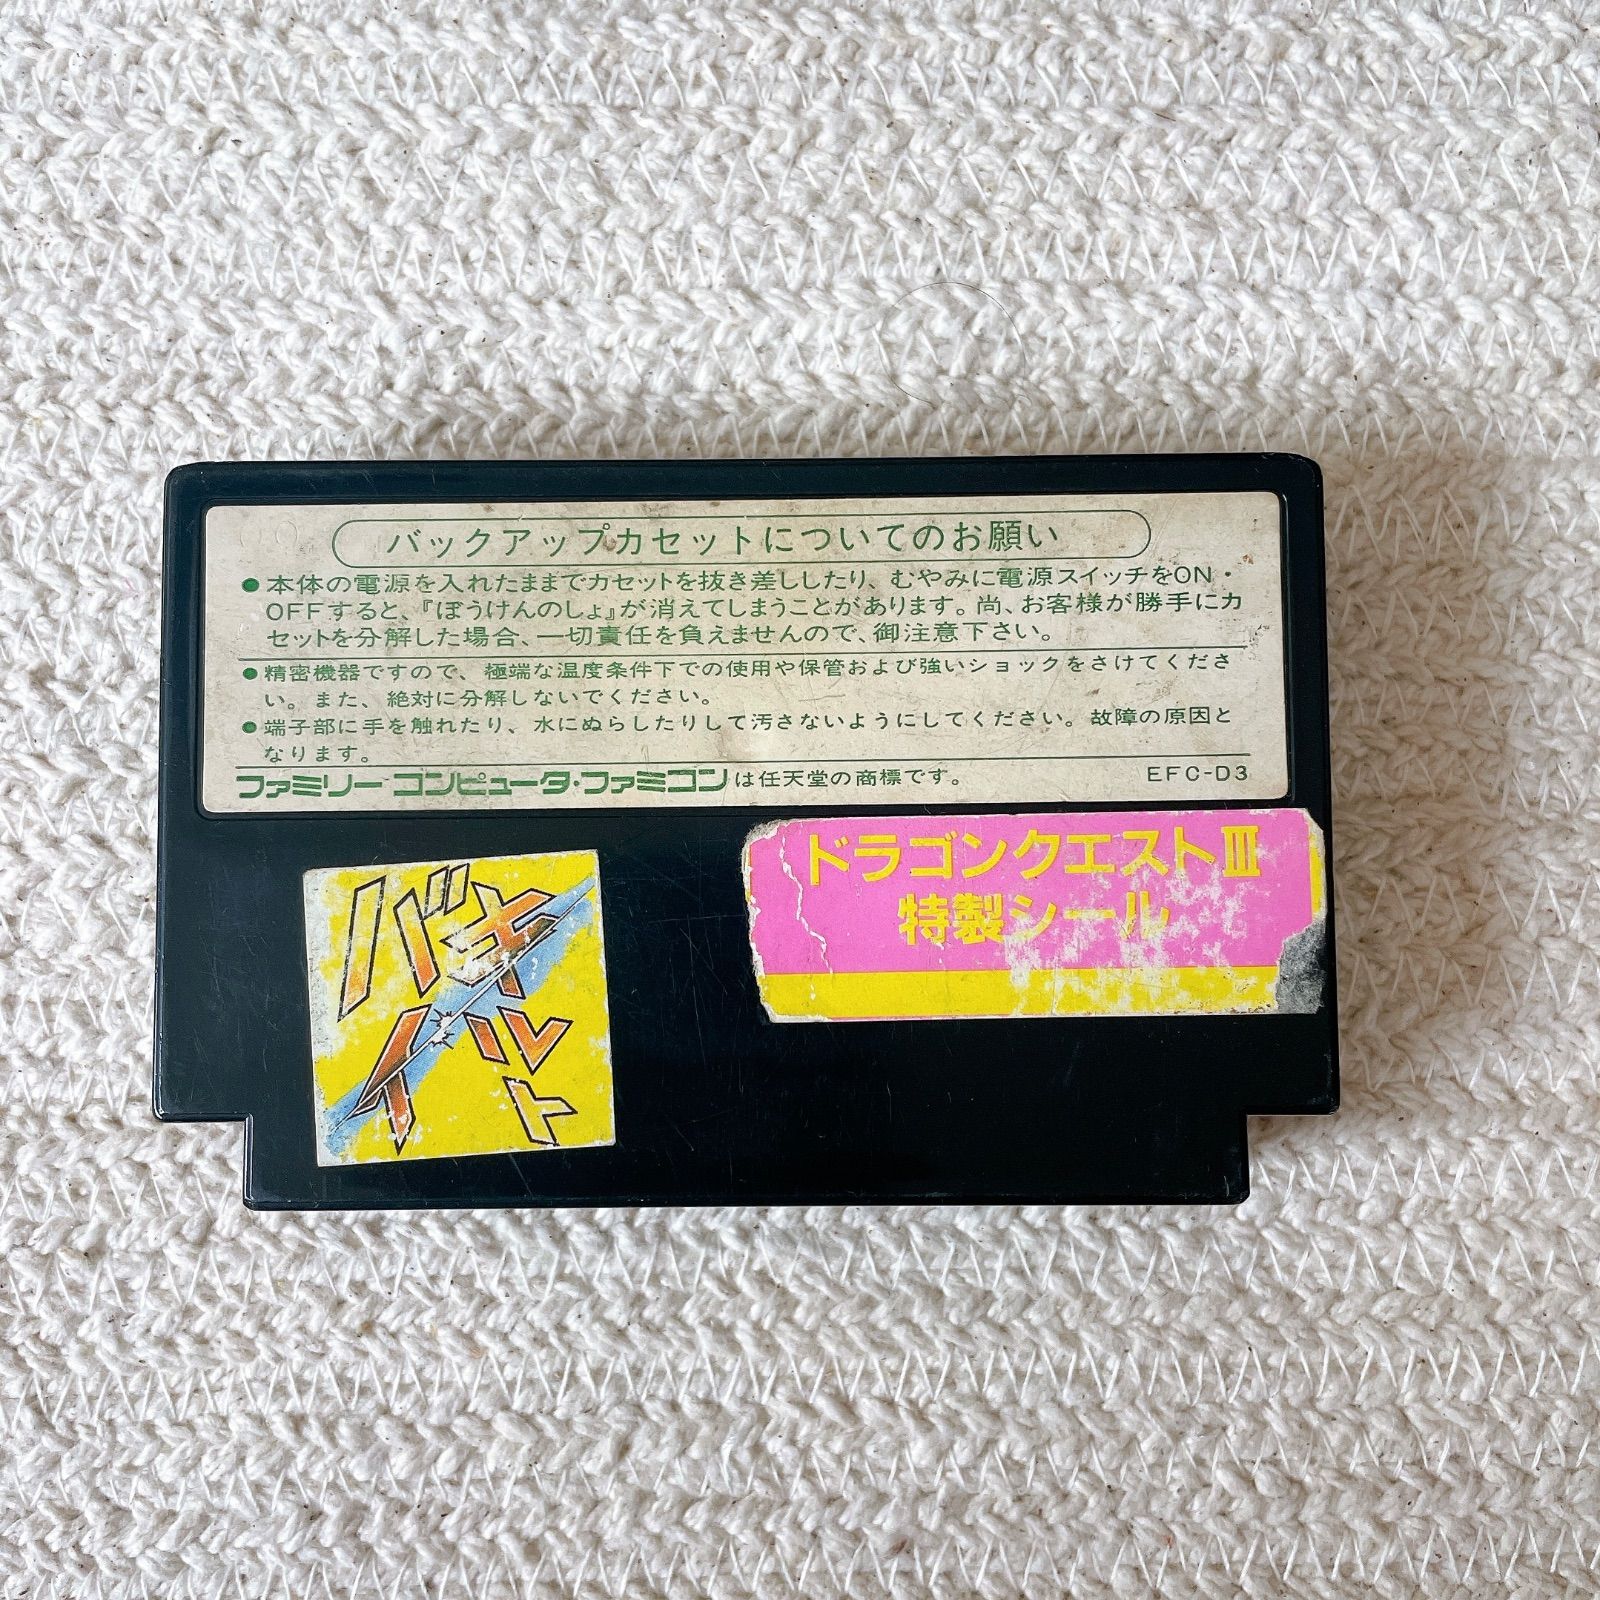 バックアップカセットについてのお願い
●本体の電源を入れたままでカセットを抜き差ししたり、むやみに電源スイッチをON・
OFFすると、『ぼうけんのしょ』が消えてしまうことがあります。尚、お客様が勝手にカ
セットを分解した場合、一切責任を負えませんので、御注意下さい。
●精密機器ですので、極端な温度条件下での使用や保管および強いショックをさけてくださ
い。また、絶対に分解しないでください。
●端子部に手を触れたり、水にぬらしたりして汚さないようにしてください。故障の原因と
なります。
ファミリーコンピュータ・ファミコンは任天堂の商標です。
EFC-D3
ドラゴンクエストⅢ
特製シール
バイ
キルト